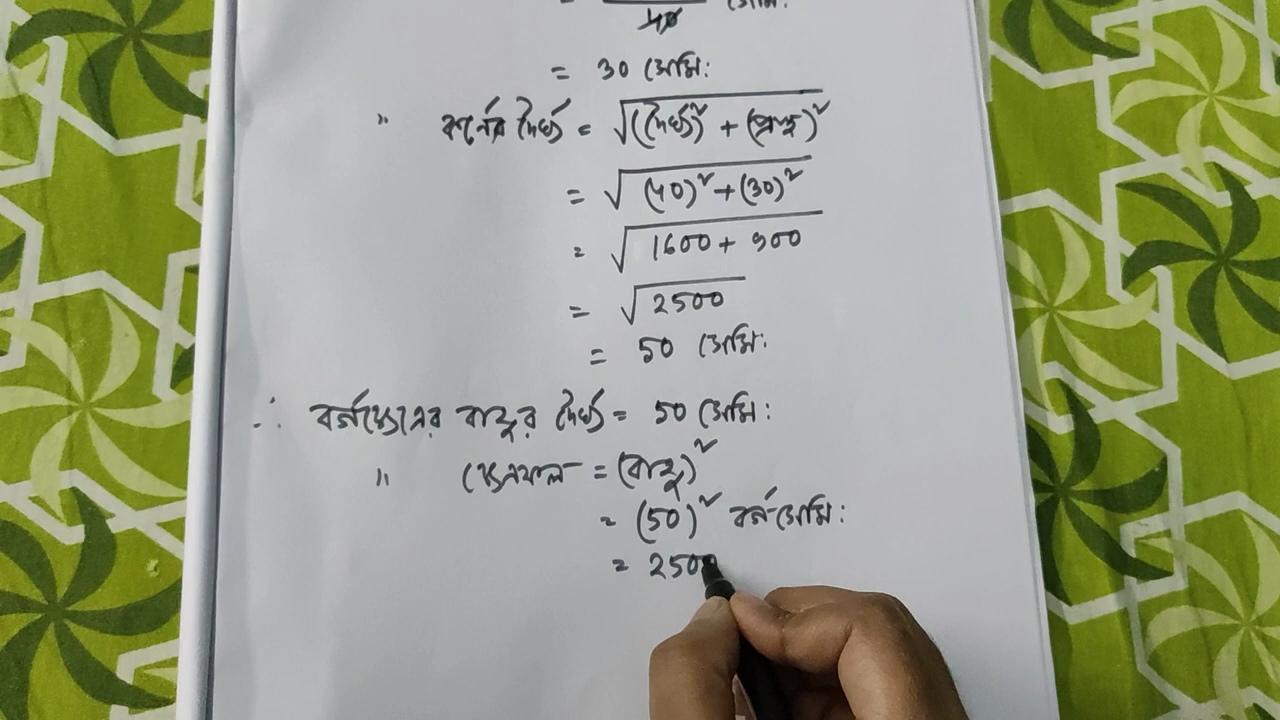 = 40 সেমি:
= 30 সেমি:
" কর্ণের দৈর্ঘ্য = √(দৈর্ঘ্য)² + (প্রস্থ)²
= √(40)² + (30)²
= √1600 + 900
= √2500
= 50 সেমি:
∴ বর্গক্ষেত্রের বাহুর দৈর্ঘ্য = 50 সেমি:
" ক্ষেত্রফল = (বাহু)²
= (50)² বর্গসেমি:
= 2500